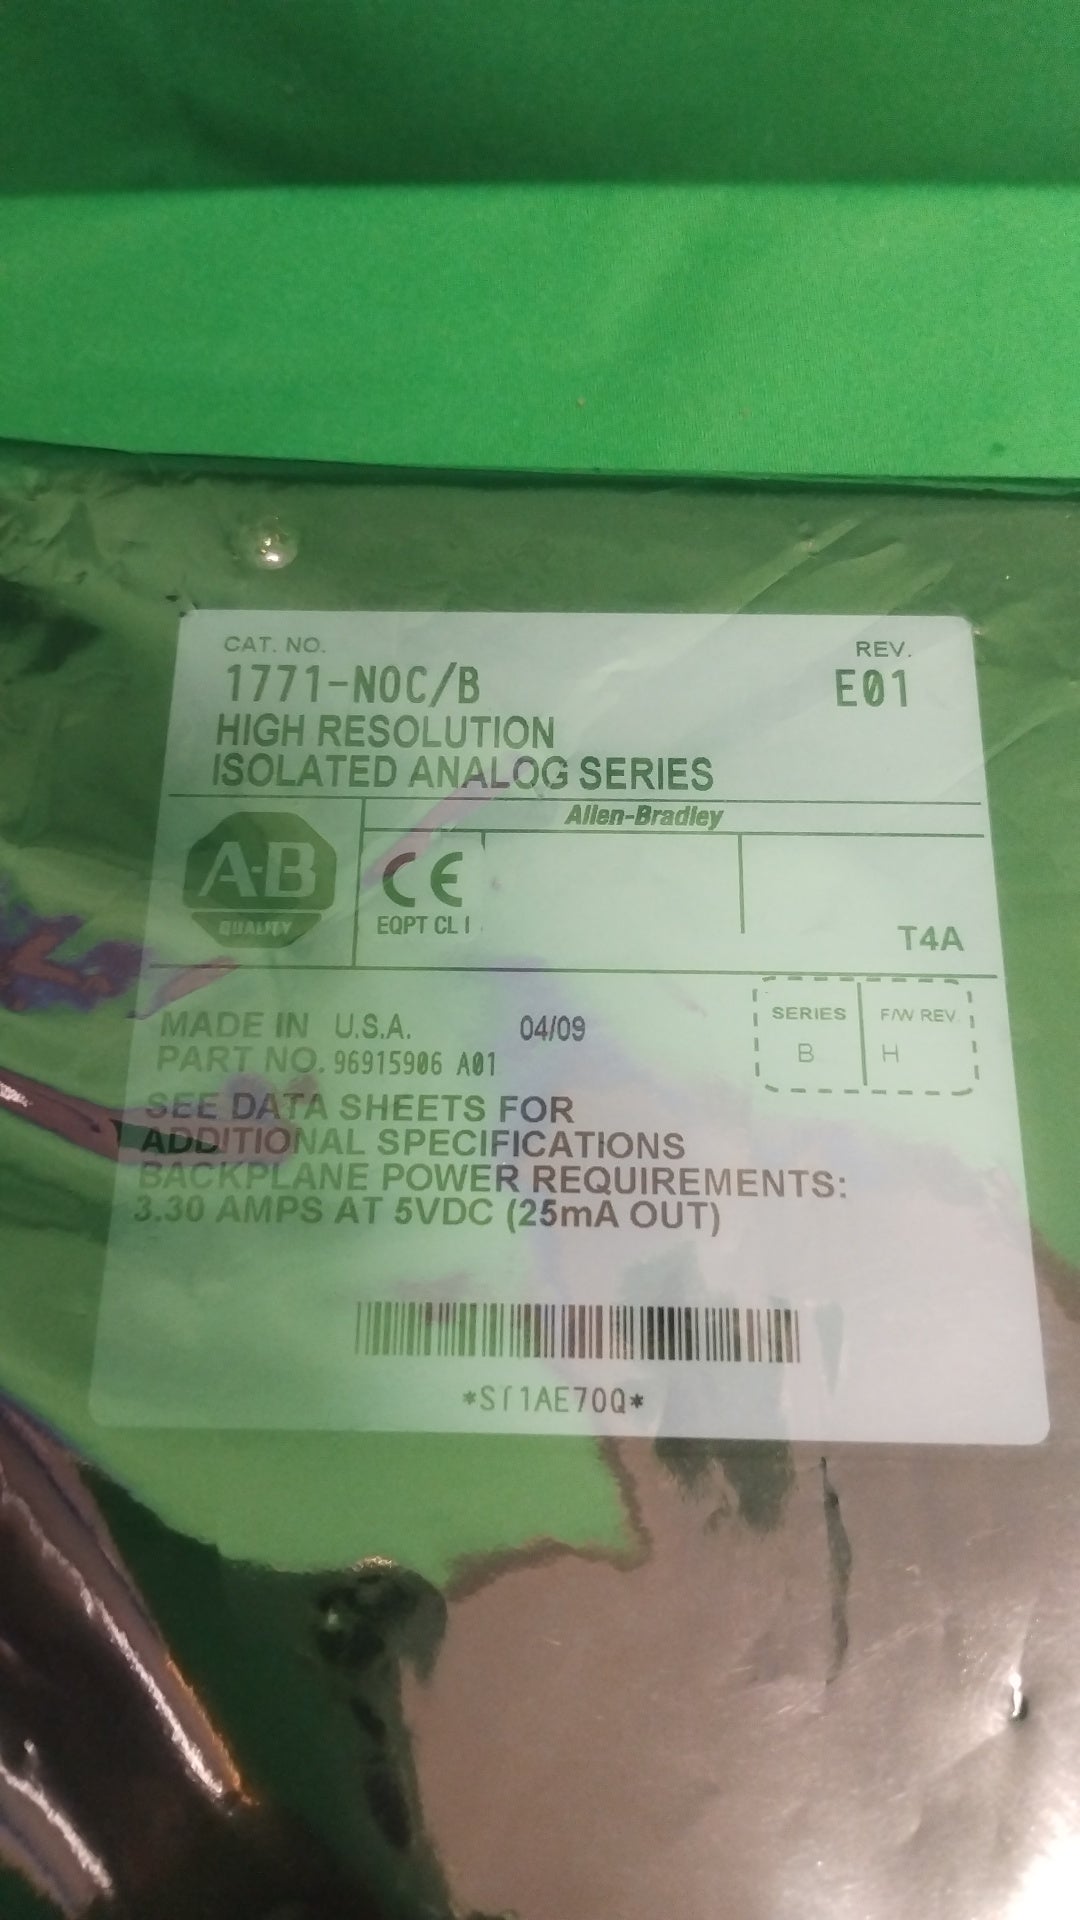 CAT. NO.
REV.
1771-NOC/B
E01
HIGH RESOLUTION
ISOLATED ANALOG SERIES
Allen-Bradley
A-B
QUALITY
CE
EQPT CL I
T4A
MADE IN U.S.A. 04/09
PART NO. 96915906 A01
SERIES
F/W REV.
B
H
SEE DATA SHEETS FOR
ADDITIONAL SPECIFICATIONS
BACKPLANE POWER REQUIREMENTS:
3.30 AMPS AT 5VDC (25mA OUT)